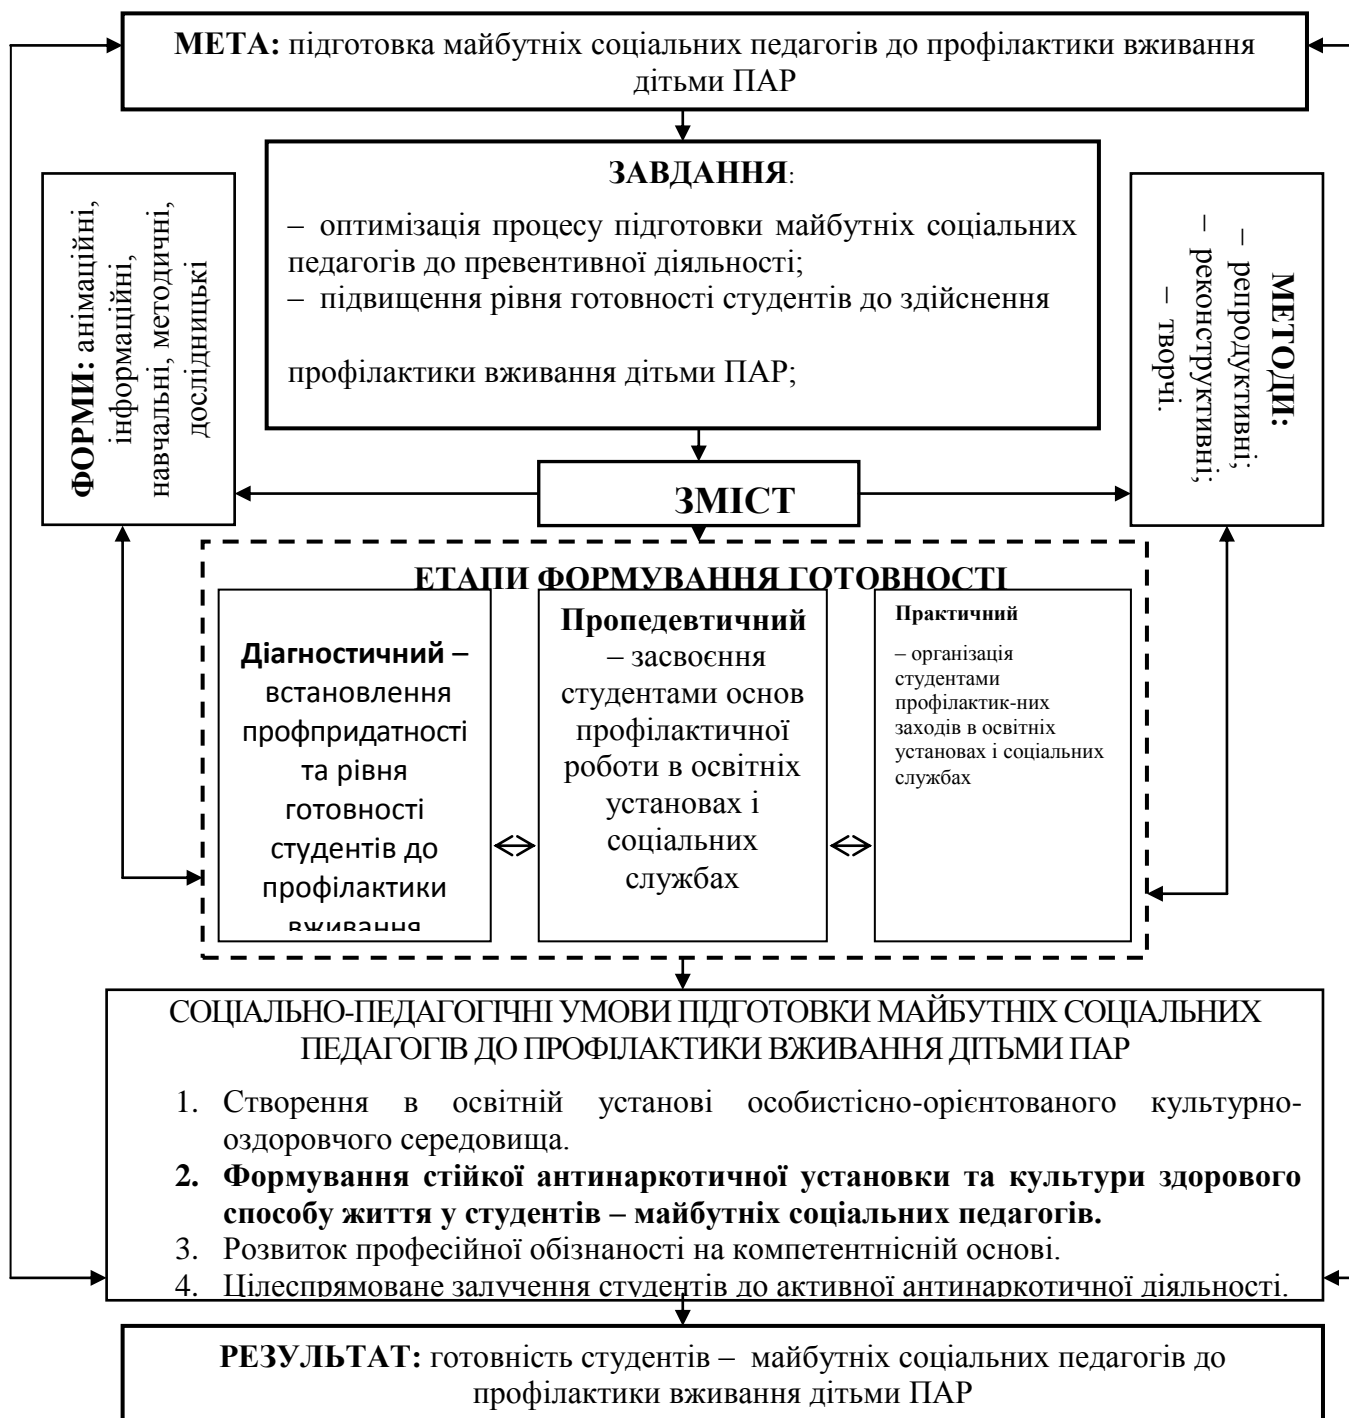 МЕТА: підготовка майбутніх соціальних педагогів до профілактики вживання
дітьми ПАР
ЗАВДАННЯ:
– оптимізація процесу підготовки майбутніх соціальних
педагогів до превентивної діяльності;
– підвищення рівня готовності студентів до здійснення
профілактики вживання дітьми ПАР;
ФОРМИ: анімаційні,
інформаційні,
навчальні, методичні,
дослідницькі
МЕТОДИ:
– репродуктивні;
– реконструктивні;
– творчі.
ЗМІСТ
ЕТАПИ ФОРМУВАННЯ ГОТОВНОСТІ
Діагностичний –
встановлення
профпридатності
та рівня
готовності
студентів до
профілактики
вживання
Пропедевтичний
– засвоєння
студентами основ
профілактичної
роботи в освітніх
установах і
соціальних
службах
Практичний
– організація
студентами
профілактик-них
заходів в освітніх
установах і соціальних
службах
СОЦІАЛЬНО-ПЕДАГОГІЧНІ УМОВИ ПІДГОТОВКИ МАЙБУТНІХ СОЦІАЛЬНИХ
ПЕДАГОГІВ ДО ПРОФІЛАКТИКИ ВЖИВАННЯ ДІТЬМИ ПАР
1. Створення в освітній установі особистісно-орієнтованого культурно-
оздоровчого середовища.
2. Формування стійкої антинаркотичної установки та культури здорового
способу життя у студентів – майбутніх соціальних педагогів.
3. Розвиток професійної обізнаності на компетентнісній основі.
4. Цілеспрямоване залучення студентів до активної антинаркотичної діяльності.
РЕЗУЛЬТАТ: готовність студентів – майбутніх соціальних педагогів до
профілактики вживання дітьми ПАР